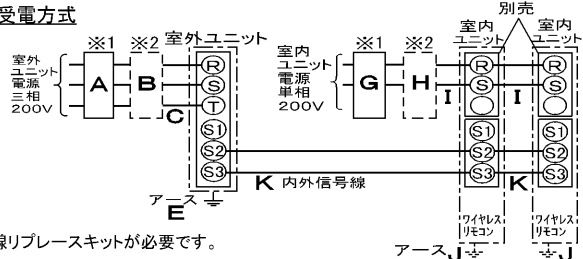 受電方式
別売
※1 ※2 室外ユニット
室外
ユニット
電源
三相
200V
A
B
C
R
S
T
S1
S2
S3
アース
E
室内
ユニット
電源
単相
200V
※1 ※2
G
H
I
I
室内
ユニット
室内
ユニット
R
S
S1
S2
S3
R
S
S1
S2
S3
K 内外信号線
K
ワイヤレス
リモコン
ワイヤレス
リモコン
アース J
J
線リプレースキットが必要です。